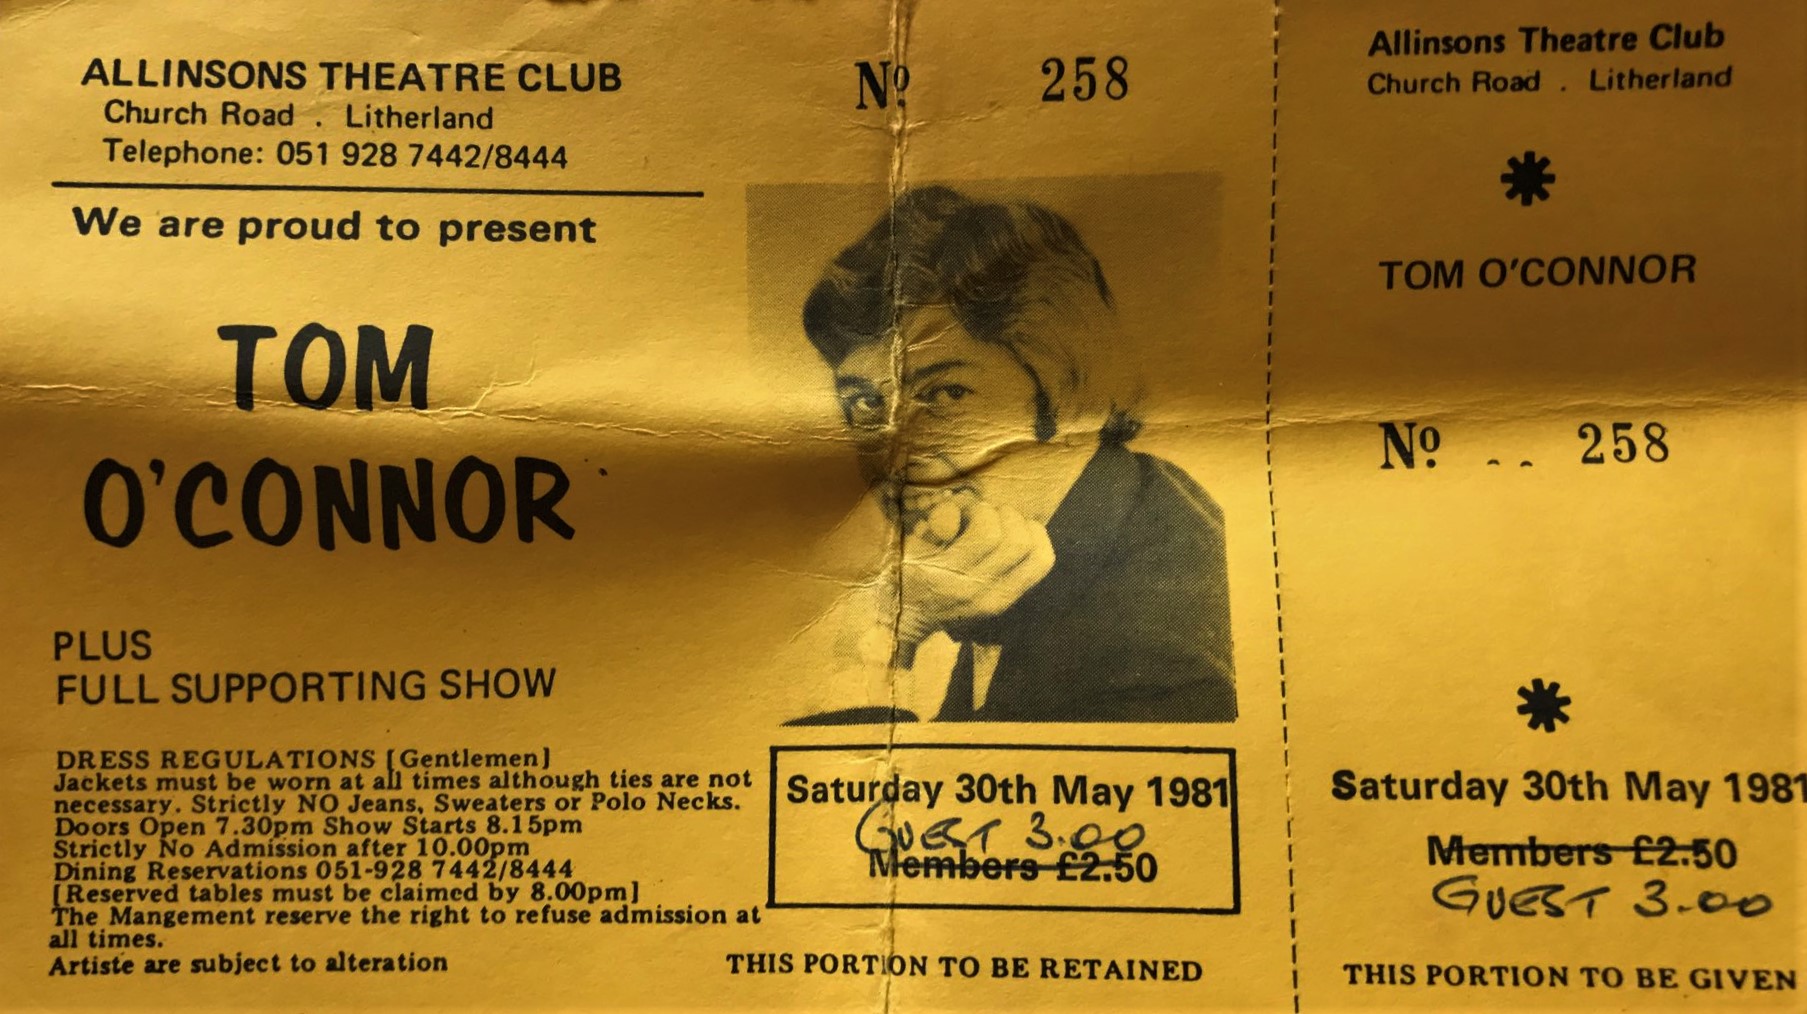 ALLINSONS THEATRE CLUB
Church Road . Litherland
Telephone: 051 928 7442/8444
We are proud to present
TOM
O'CONNOR
PLUS
FULL SUPPORTING SHOW
DRESS REGULATIONS [Gentlemen]
Jackets must be worn at all times although ties are not
necessary. Strictly NO Jeans, Sweaters or Polo Necks.
Doors Open 7.30pm Show Starts 8.15pm
Strictly No Admission after 10.00pm
Dining Reservations 051-928 7442/8444
[Reserved tables must be claimed by 8.00pm]
The Mangement reserve the right to refuse admission at
all times.
Artiste are subject to alteration
Nº 258
Saturday 30th May 1981
GUEST 3.00
Members £2.50
THIS PORTION TO BE RETAINED
Allinsons Theatre Club
Church Road . Litherland
*
TOM O'CONNOR
Nº .. 258
*
Saturday 30th May 1981
Members £2.50
GUEST 3.00
THIS PORTION TO BE GIVEN